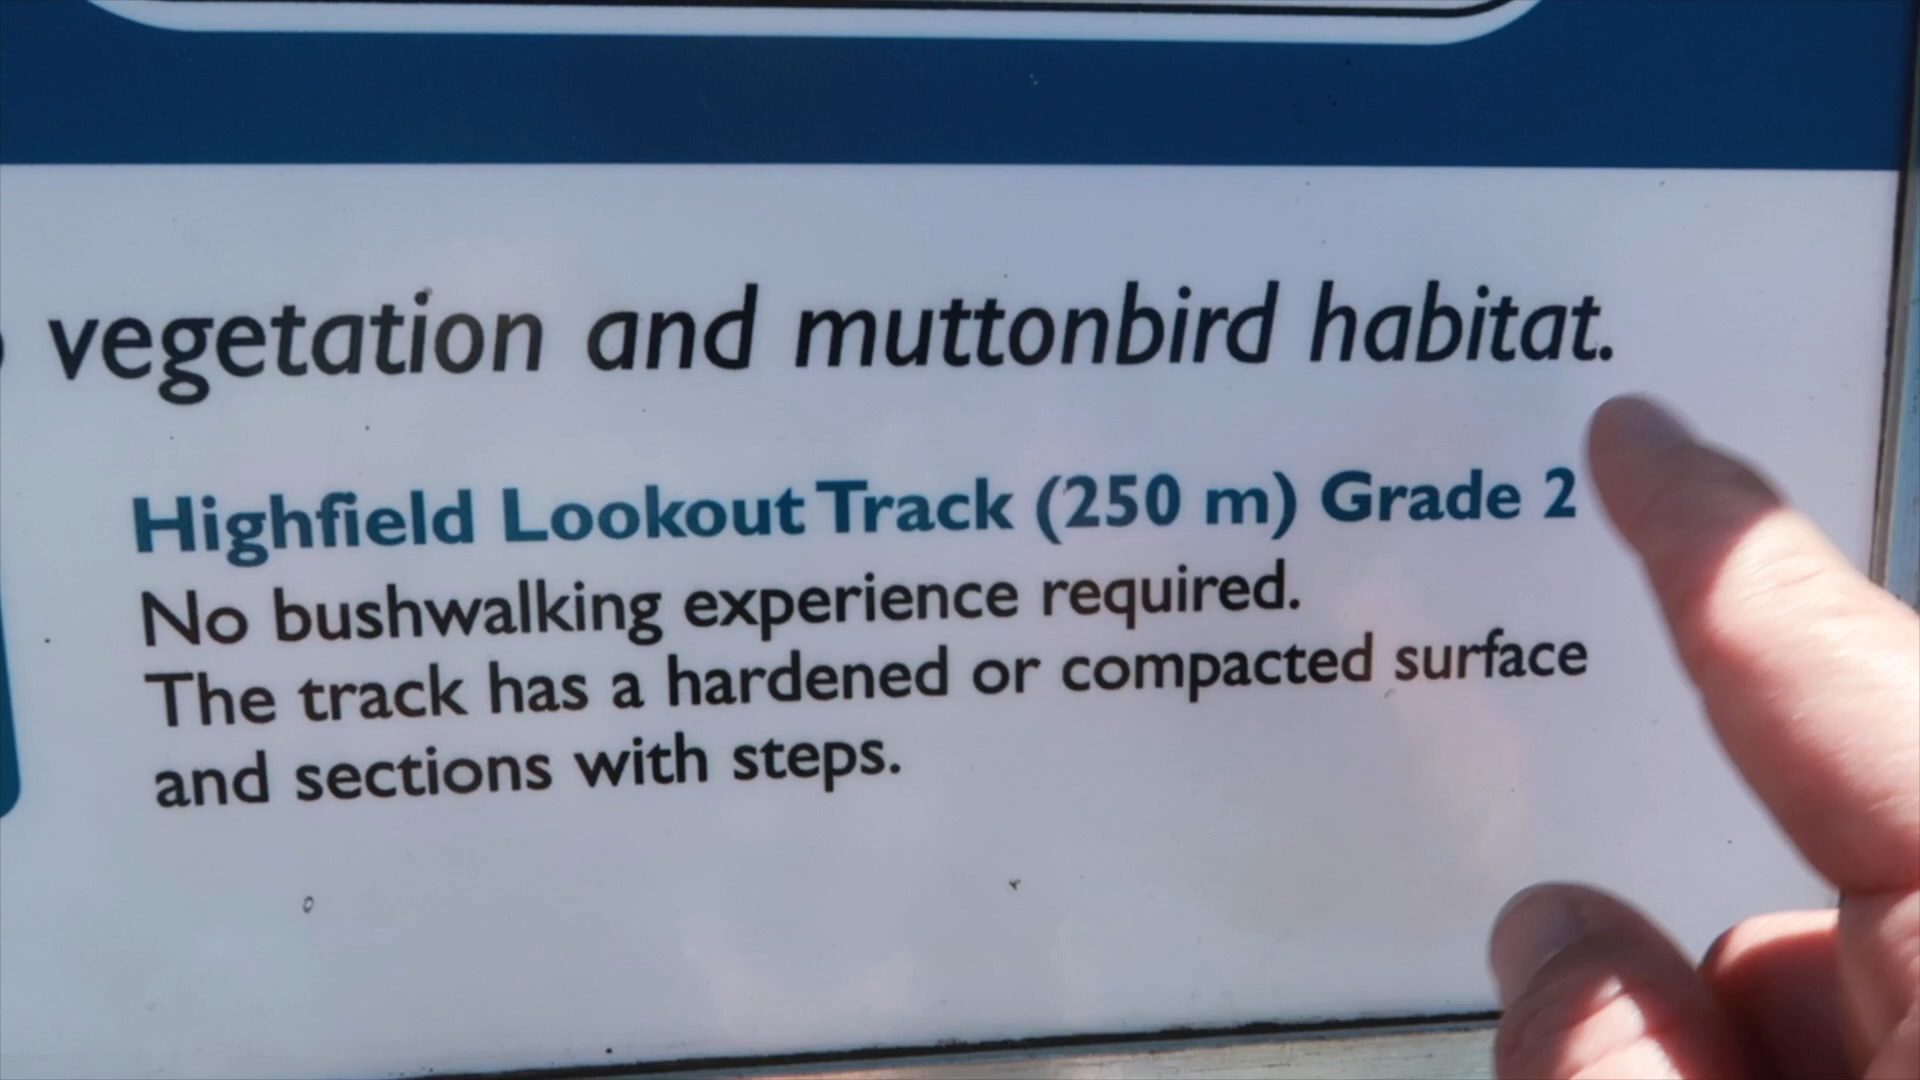 vegetation and muttonbird habitat.
Highfield Lookout Track (250 m) Grade 2
No bushwalking experience required.
The track has a hardened or compacted surface
and sections with steps.